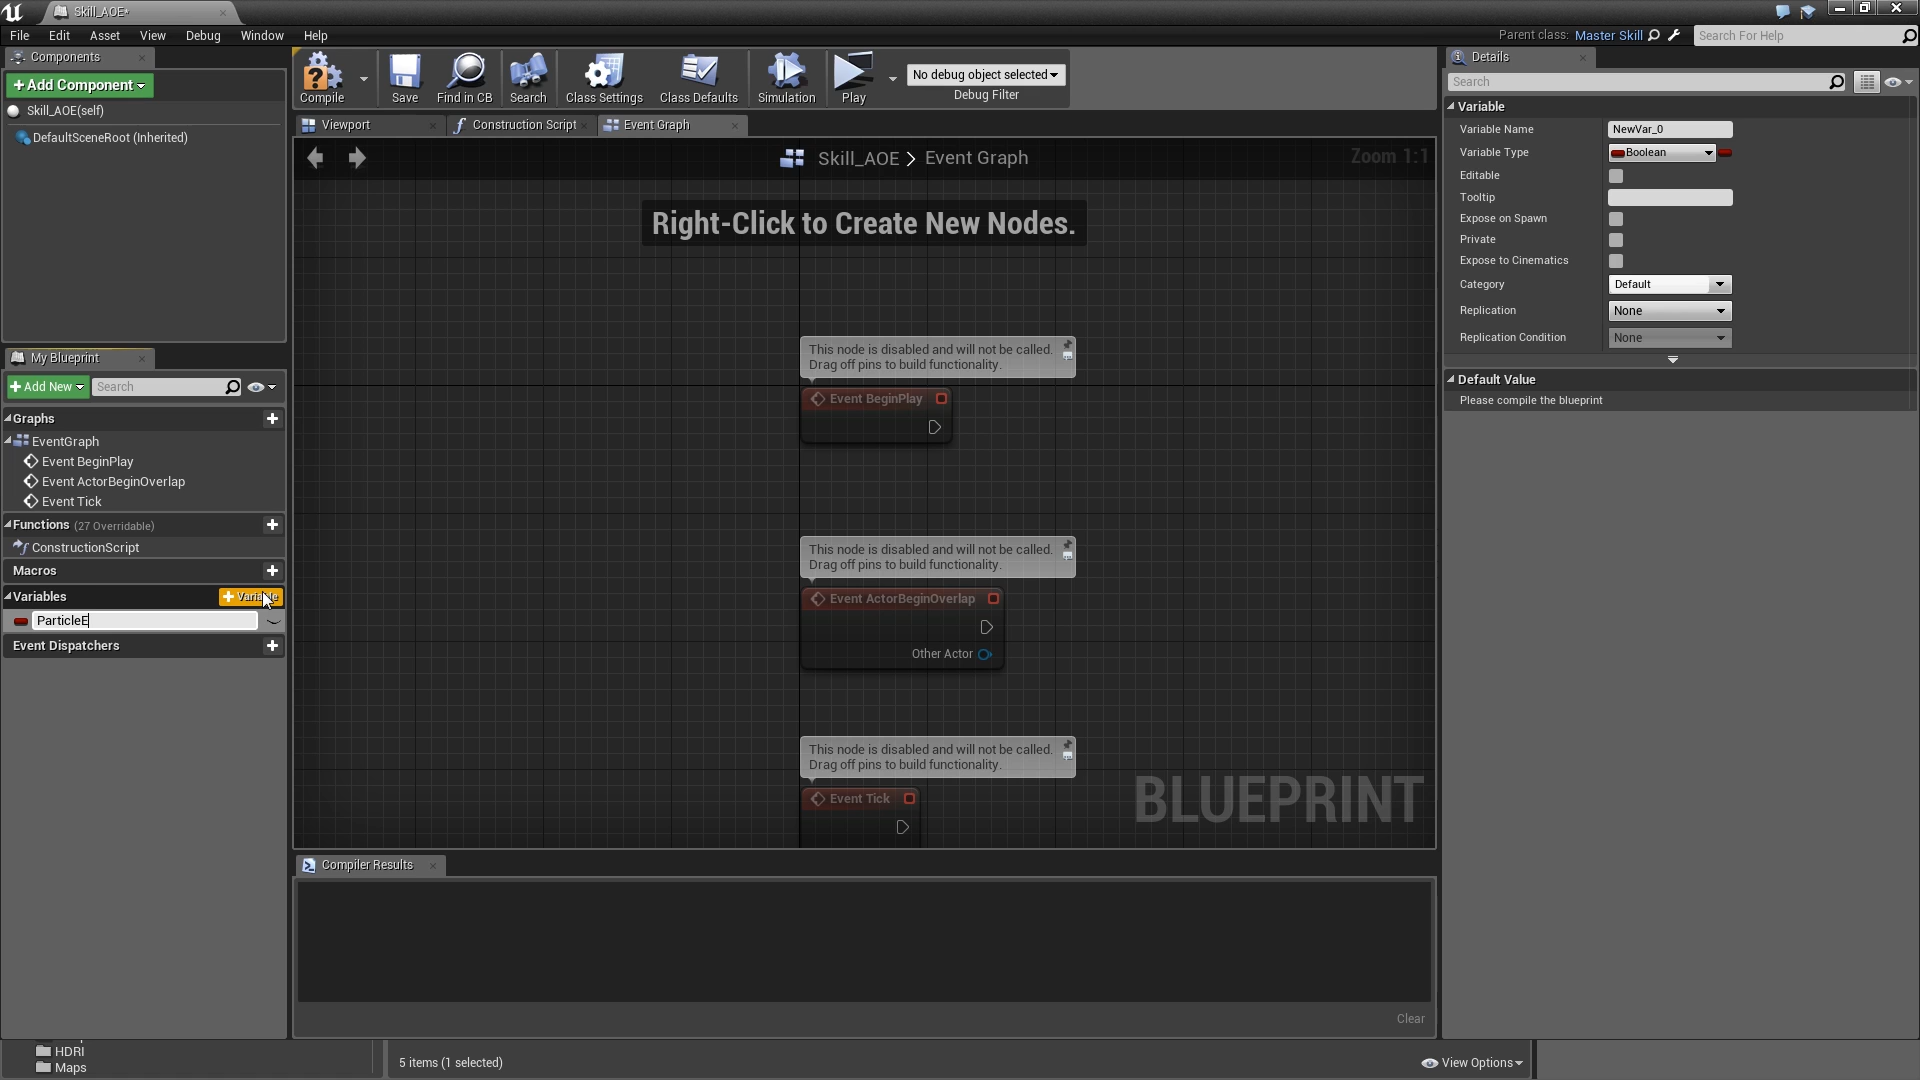 Skill_AOE*
File Edit Asset View Debug Window Help
Parent class: Master Skill
Search For Help
Components
+Add Component
Skill_AOE(self)
DefaultSceneRoot (Inherited)
My Blueprint
+Add New
Search
Graphs
EventGraph
Event BeginPlay
Event ActorBeginOverlap
Event Tick
Functions (27 Overridable)
ConstructionScript
Macros
Variables
+ Variable
ParticleE
Event Dispatchers
HDRI
Maps
Compile
Save
Find in CB
Search
Class Settings
Class Defaults
Simulation
Play
No debug object selected
Debug Filter
Viewport
Construction Script
Event Graph
Skill_AOE > Event Graph
Zoom 1:1
Right-Click to Create New Nodes.
This node is disabled and will not be called.
Drag off pins to build functionality.
Event BeginPlay
This node is disabled and will not be called.
Drag off pins to build functionality.
Event ActorBeginOverlap
Other Actor
This node is disabled and will not be called.
Drag off pins to build functionality.
Event Tick
BLUEPRINT
Compiler Results
Clear
5 items (1 selected)
View Options
Details
Search
Variable
Variable Name NewVar_0
Variable Type Boolean
Editable
Tooltip
Expose on Spawn
Private
Expose to Cinematics
Category Default
Replication None
Replication Condition None
Default Value
Please compile the blueprint